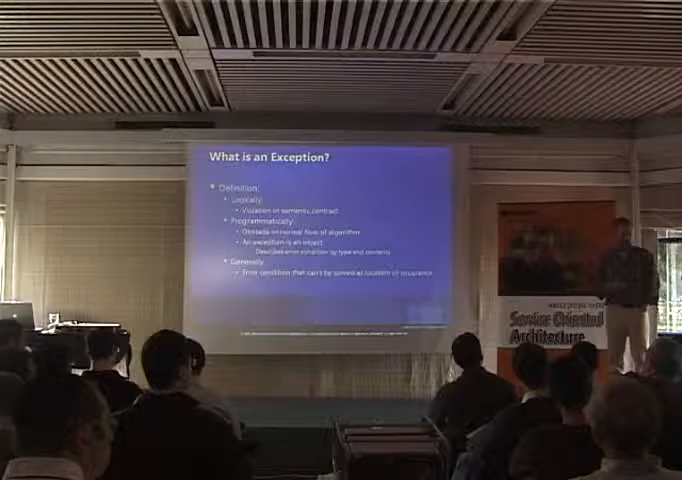 What is an Exception?
Definition:
Logically:
Violation of semantic contract
Programmatically:
Obstacle to normal flow of algorithm
An exception is an object
Describes error condition by type and contents
Generally:
Error condition that can't be solved at location of occurance
Service Oriented
Architecture